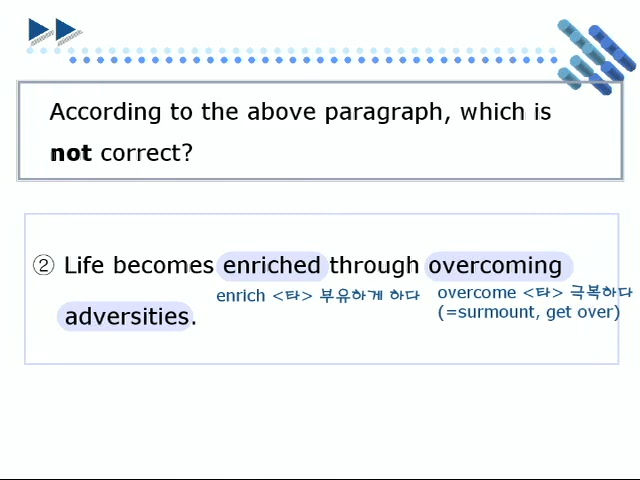 According to the above paragraph, which is
not correct?
② Life becomes enriched through overcoming
enrich <타> 부유하게 하다
overcome <타> 극복하다
(=surmount, get over)
adversities.